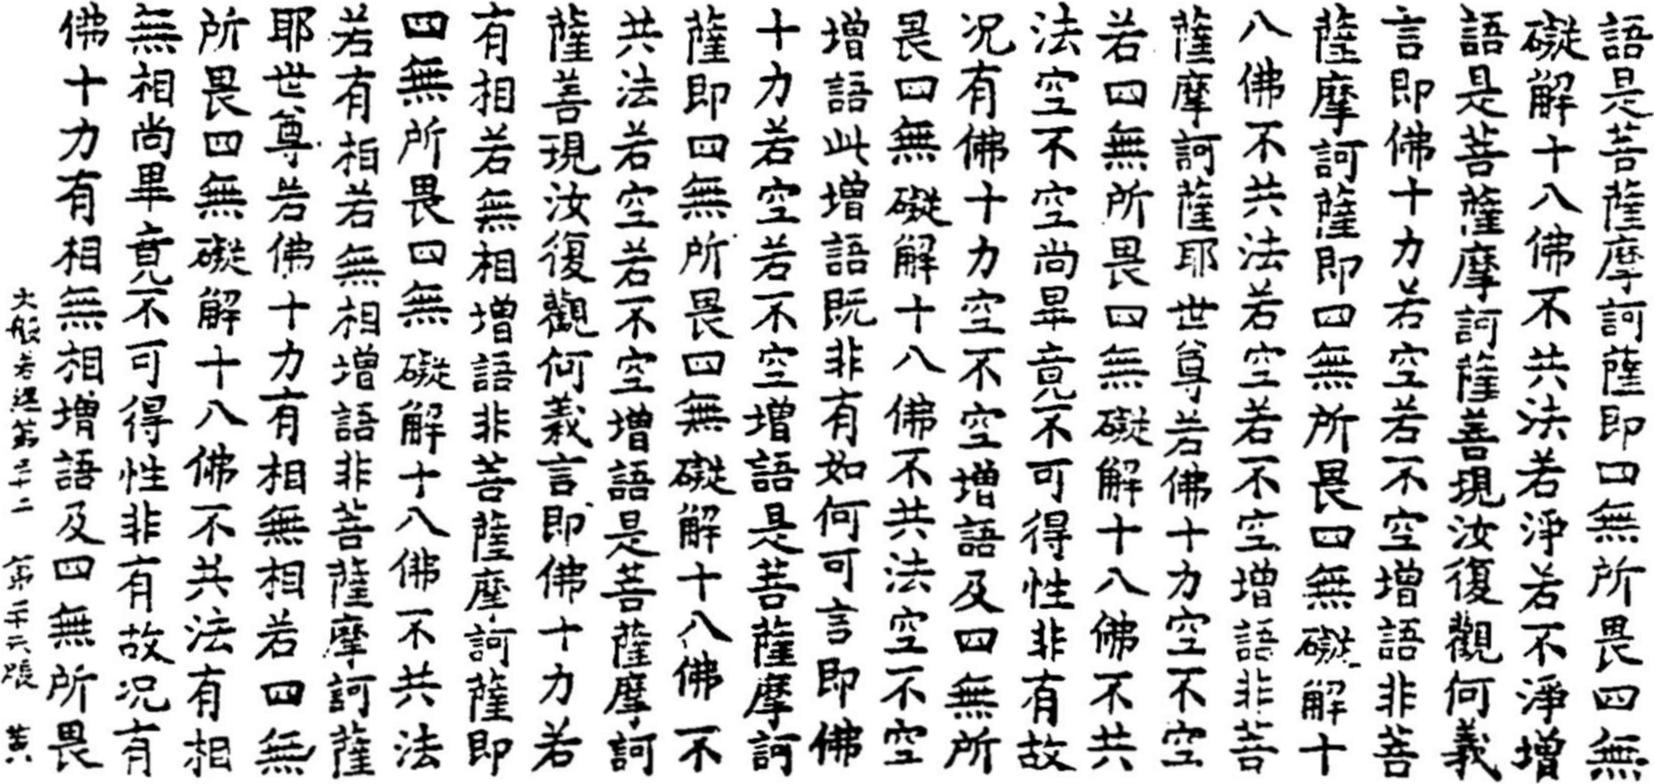 語是菩薩摩訶薩即四無所畏四無
礙解十八佛不共法若淨若不淨增
語是菩薩摩訶薩善現汝復觀何義
言即佛十力若空若不空增語非菩
薩摩訶薩即四無所畏四無礙解十
八佛不共法若空若不空增語非菩
薩摩訶薩耶世尊若佛十力空不空
若四無所畏四無礙解十八佛不共
法空不空尚畢竟不可得性非有故
況有佛十力空不空增語及四無所
畏四無礙解十八佛不共法空不空
增語此增語既非有如何可言即佛
十力若空若不空增語是菩薩摩訶
薩即四無所畏四無礙解十八佛不
共法若空若不空增語是菩薩摩訶
薩善現汝復觀何義言即佛十力若
有相若無相增語非菩薩摩訶薩即
四無所畏四無礙解十八佛不共法
若有相若無相增語非菩薩摩訶薩
耶世尊若佛十力有相無相若四無
所畏四無礙解十八佛不共法有相
無相尚畢竟不可得性非有故況有
佛十力有相無相增語及四無所畏
大般若經第三十二 第二十六張 黃